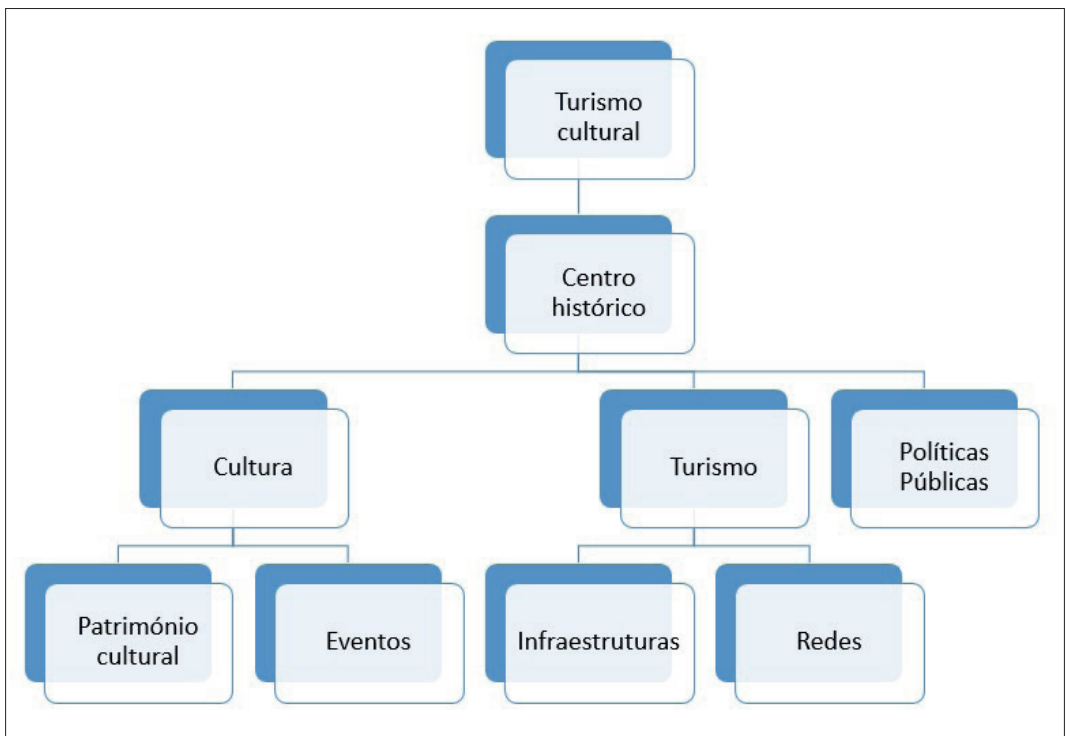 Turismo
cultural
Centro
histórico
Cultura
Turismo
Políticas
Públicas
Património
cultural
Eventos
Infraestruturas
Redes